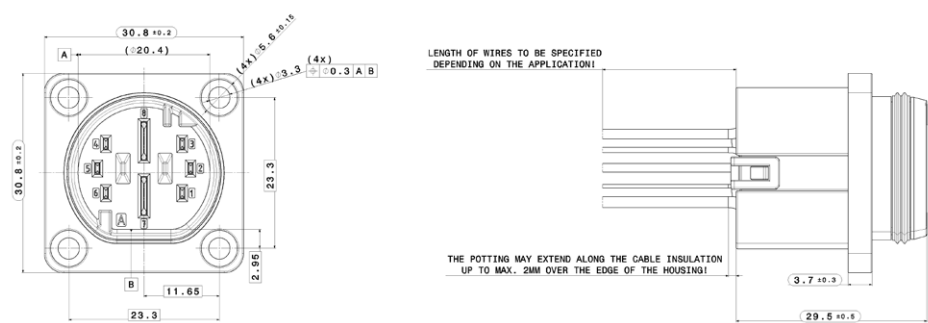 30.8 ±0.2
(⌀20.4)
A
(4x)⌀5.6 ±0.15
(4x)⌀3.3
(4x)
⌖ ⌀0.3 A B
8
4
3
5
2
6
1
A
7
30.8 ±0.2
23.3
2.95
B
11.65
23.3
LENGTH OF WIRES TO BE SPECIFIED
DEPENDING ON THE APPLICATION!
THE POTTING MAY EXTEND ALONG THE CABLE INSULATION
UP TO MAX. 2MM OVER THE EDGE OF THE HOUSING!
3.7 ±0.3
29.5 ±0.5